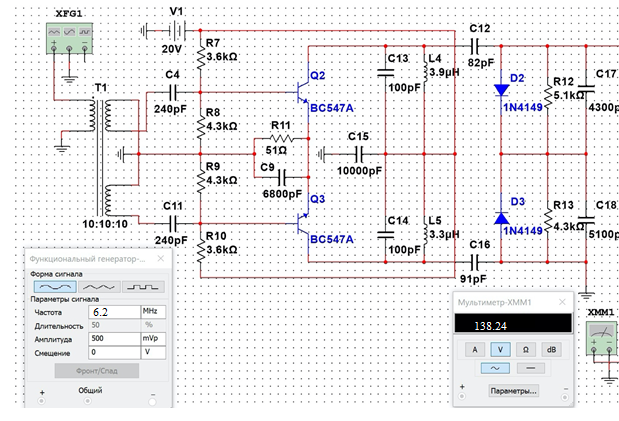 XFG1
V1
20V
R7
3.6kΩ
C4
240pF
T1
10:10:10
R8
4.3kΩ
R9
4.3kΩ
C11
240pF
R10
3.6kΩ
R11
51Ω
C9
6800pF
Q2
BC547A
Q3
BC547A
C15
10000pF
C13
100pF
L4
3.9μH
C14
100pF
L5
3.3μH
C12
82pF
C16
91pF
D2
1N4149
D3
1N4149
R12
5.1kΩ
C17
4300p
R13
4.3kΩ
C18
5100p
XMM1
Функциональный генератор-...
Форма сигнала
Параметры сигнала
Частота 6.2 MHz
Длительность 50 %
Амплитуда 500 mVp
Смещение 0 V
Фронт/Спад
+ Общий −
Мультиметр-XMM1
138.24
A V Ω dB
Параметры...
+ −